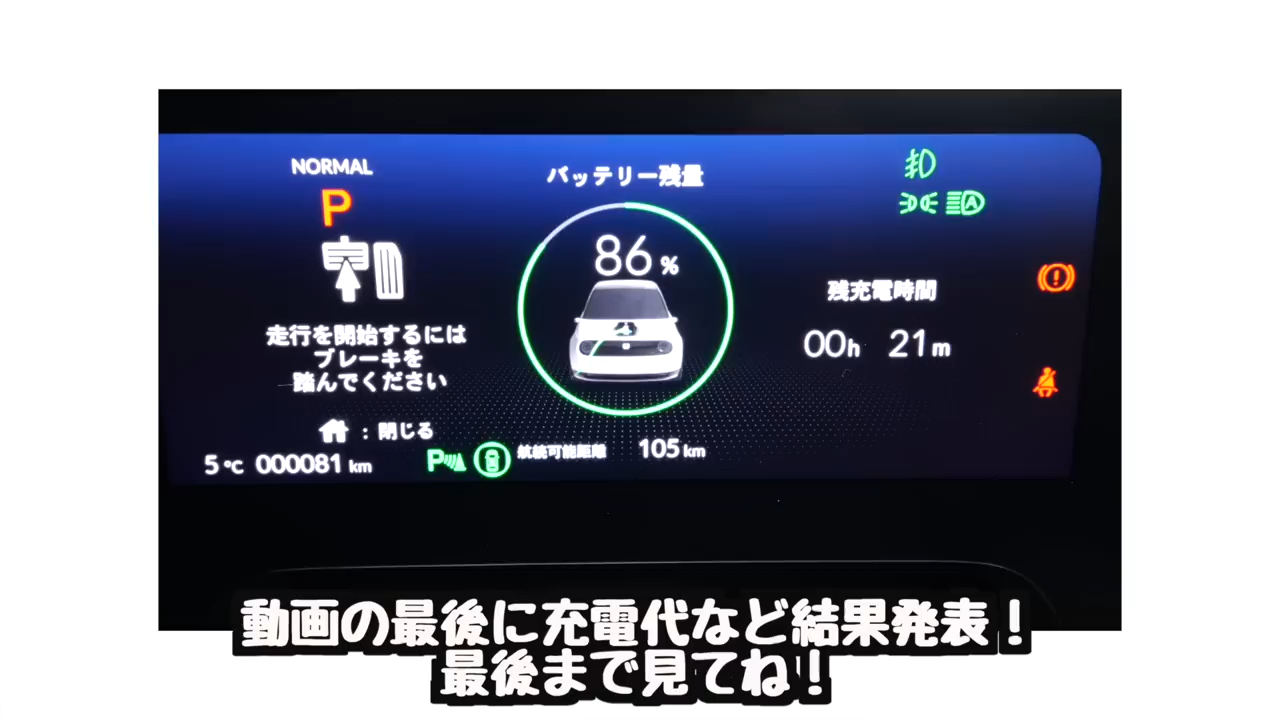 NORMAL
P
走行を開始するには
ブレーキを
踏んでください
：閉じる
5℃ 000081 km
P
バッテリー残量
86%
航続可能距離 105km
A
残充電時間
00h 21m
動画の最後に充電代など結果発表！
最後まで見てね！